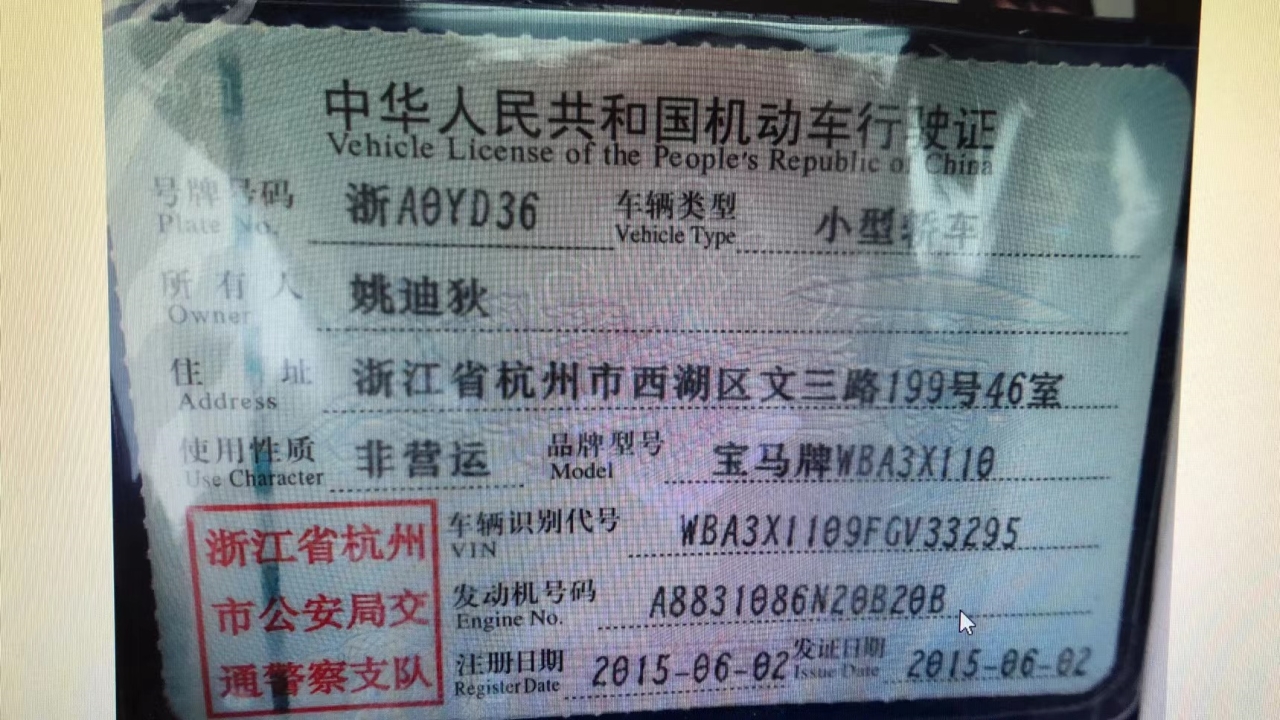 中华人民共和国机动车行驶证
Vehicle License of the People's Republic of China
号牌号码 浙A0YD36 车辆类型 小型轿车
Plate No. Vehicle Type
所有人 姚迪狄
Owner
住址 浙江省杭州市西湖区文三路199号46室
Address
使用性质 非营运 品牌型号 宝马牌WBA3X110
Use Character Model
浙江省杭州
市公安局交
通警察支队
车辆识别代号 WBA3X1109FGV33295
VIN
发动机号码 A8831086N20B20B
Engine No.
注册日期 2015-06-02 发证日期 2015-06-02
Register Date Issue Date